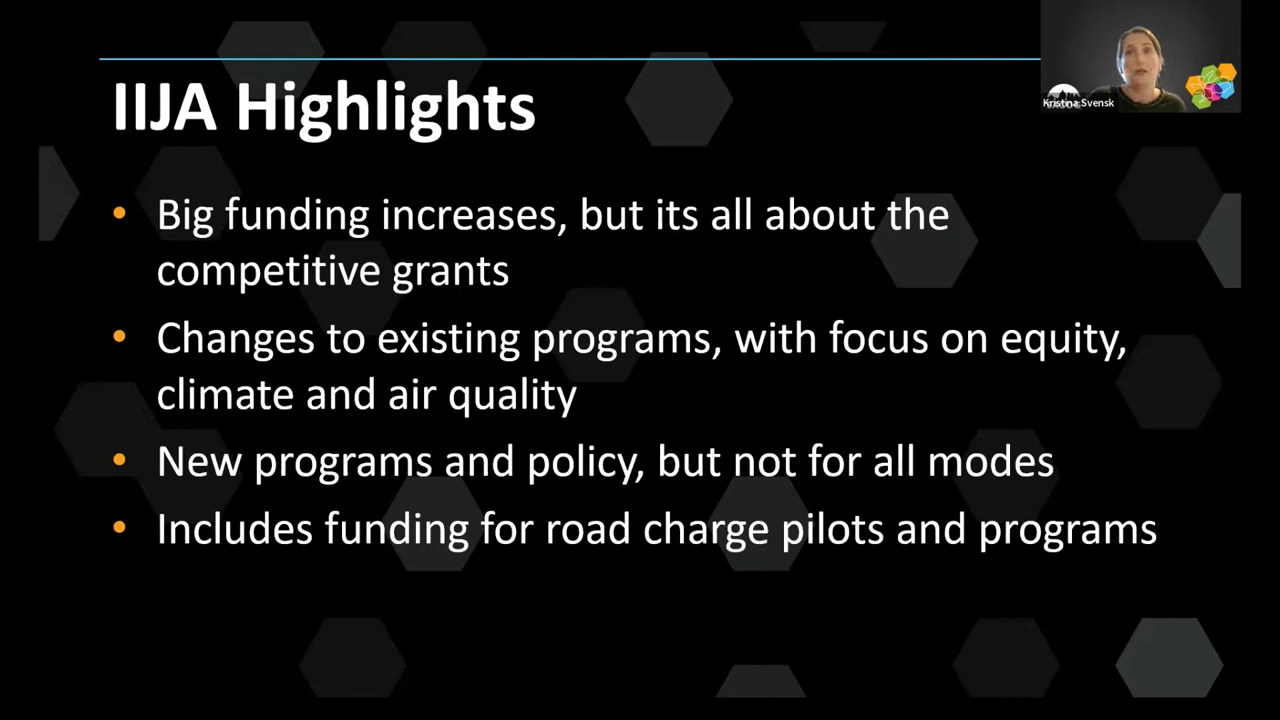 IIJA Highlights
Kristina Svensk
• Big funding increases, but its all about the
competitive grants
• Changes to existing programs, with focus on equity,
climate and air quality
• New programs and policy, but not for all modes
• Includes funding for road charge pilots and programs